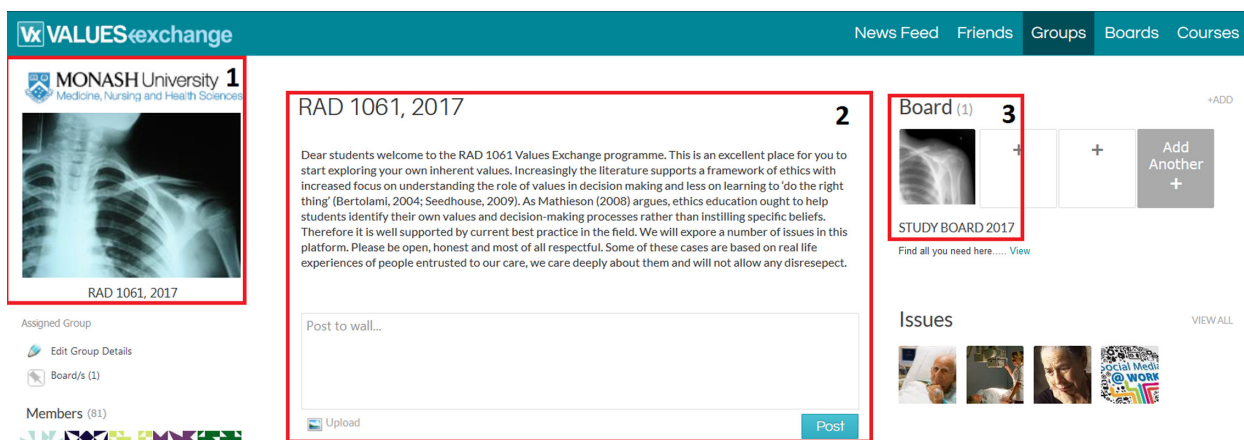 Vx VALUES exchange
News Feed Friends Groups Boards Courses
MONASH University 1
Medicine, Nursing and Health Sciences
RAD 1061, 2017
Assigned Group
Edit Group Details
Board/s (1)
Members (81)
RAD 1061, 2017 2
Dear students welcome to the RAD 1061 Values Exchange programme. This is an excellent place for you to
start exploring your own inherent values. Increasingly the literature supports a framework of ethics with
increased focus on understanding the role of values in decision making and less on learning to 'do the right
thing' (Bertolami, 2004; Seedhouse, 2009). As Mathieson (2008) argues, ethics education ought to help
students identify their own values and decision-making processes rather than instilling specific beliefs.
Therefore it is well supported by current best practice in the field. We will expore a number of issues in this
platform. Please be open, honest and most of all respectful. Some of these cases are based on real life
experiences of people entrusted to our care, we care deeply about them and will not allow any disresepect.
Post to wall...
Upload
Post
Board (1) 3
+ADD
+ +
Add
Another
+
STUDY BOARD 2017
Find all you need here..... View
Issues
VIEW ALL
Social Media
@ WORK